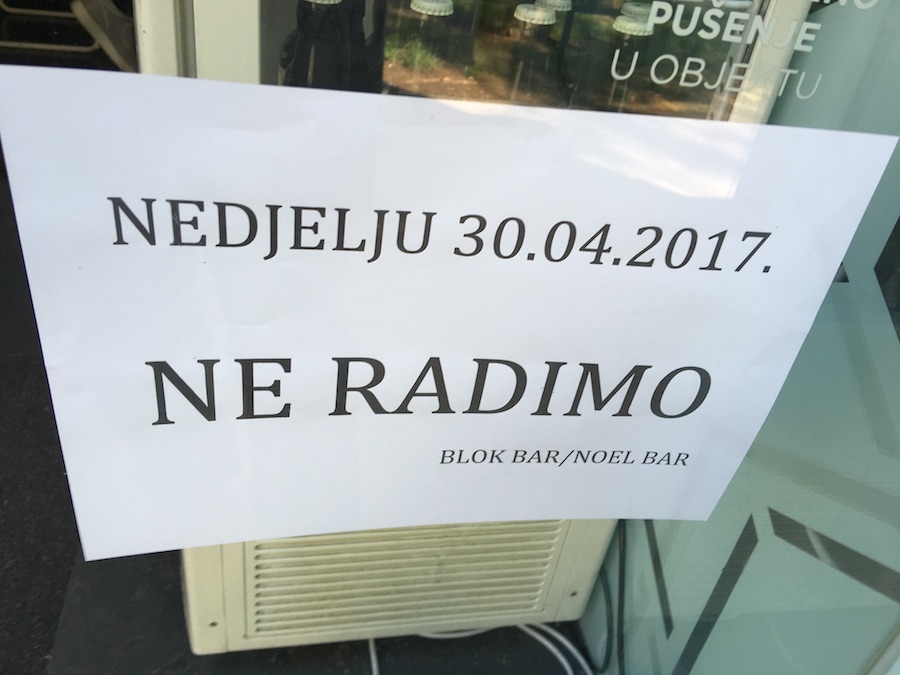 PUŠENJE
U OBJEKTU
NEDJELJU 30.04.2017.
NE RADIMO
BLOK BAR/NOEL BAR